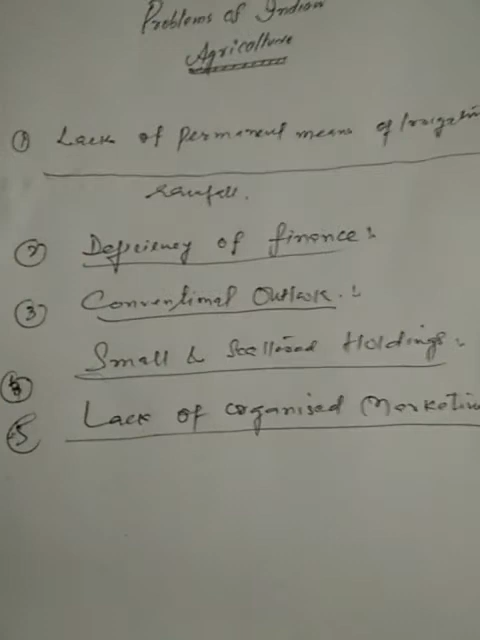 Problems of Indian
Agriculture
① Lack of permanent means of Irrigation
rainfall.
② Deficiency of finance :
③ Conventional Outlook. :
④ Small & Scattered Holdings :
⑤ Lack of organised Marketin